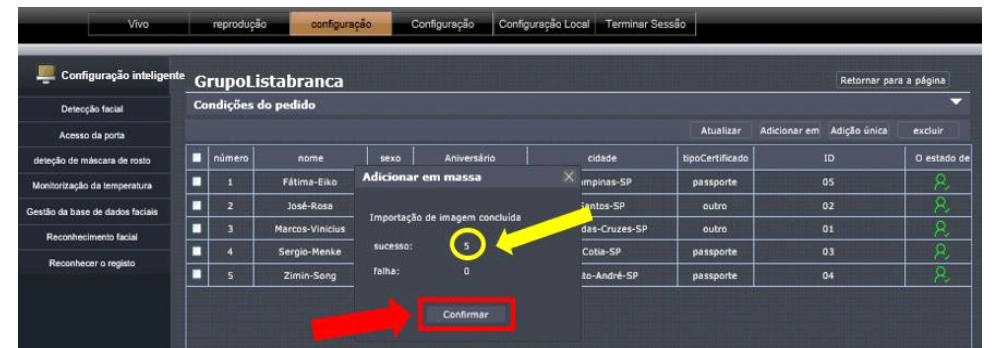 Vivo reprodução configuração Configuração Configuração Local Terminar Sessão
Configuração inteligente
GrupoListabranca
Retornar para a página
Detecção facial
Condições do pedido
Acesso da porta
Atualizar Adicionar em Adição única excluir
deteção de máscara de rosto
número nome sexo Aniversário cidade tipoCertificado ID O estado de
Monitorização da temperatura
Gestão da base de dados faciais
Reconhecimento facial
Reconhecer o registo
1 Fátima-Eiko mpinas-SP passporte 05
2 José-Rosa Santos-SP outro 02
3 Marcos-Vinicius das-Cruzes-SP outro 01
4 Sergio-Menke Cotia-SP passporte 03
5 Zimin-Song to-André-SP passporte 04
Adicionar em massa
Importação de imagem concluída
sucesso: 5
falha: 0
Confirmar